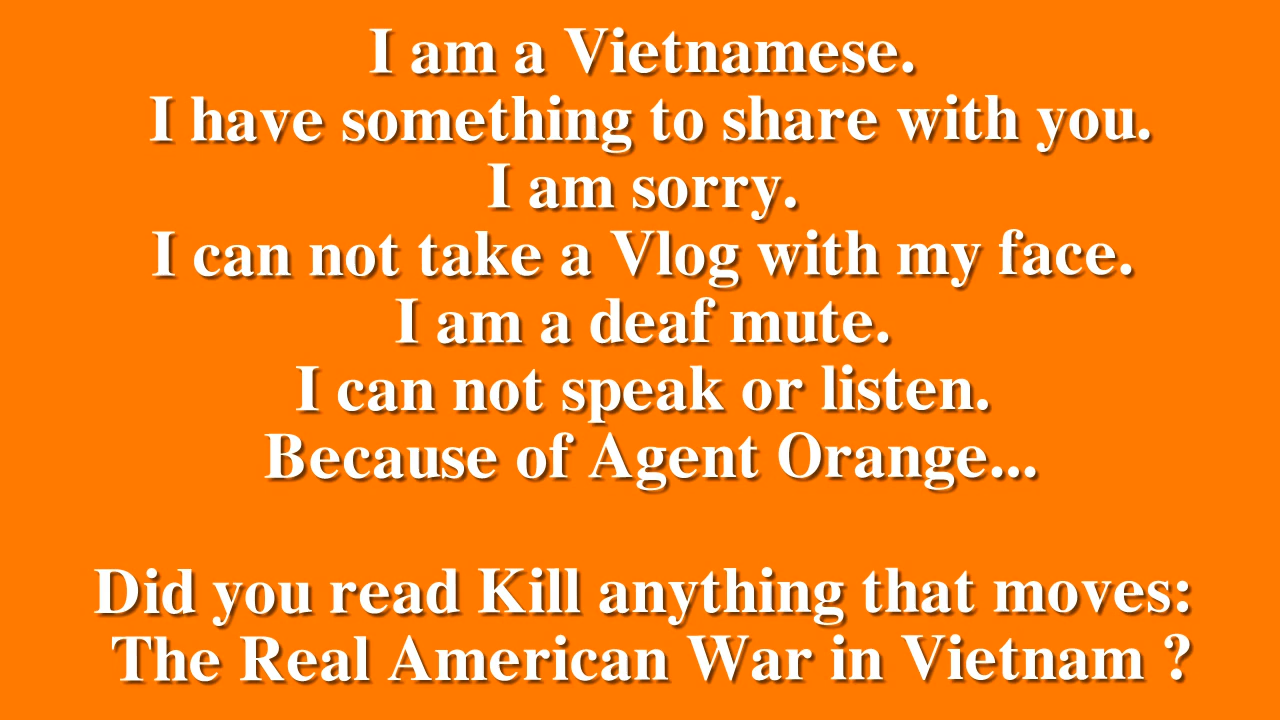 I am a Vietnamese.
I have something to share with you.
I am sorry.
I can not take a Vlog with my face.
I am a deaf mute.
I can not speak or listen.
Because of Agent Orange...
Did you read Kill anything that moves:
The Real American War in Vietnam ?